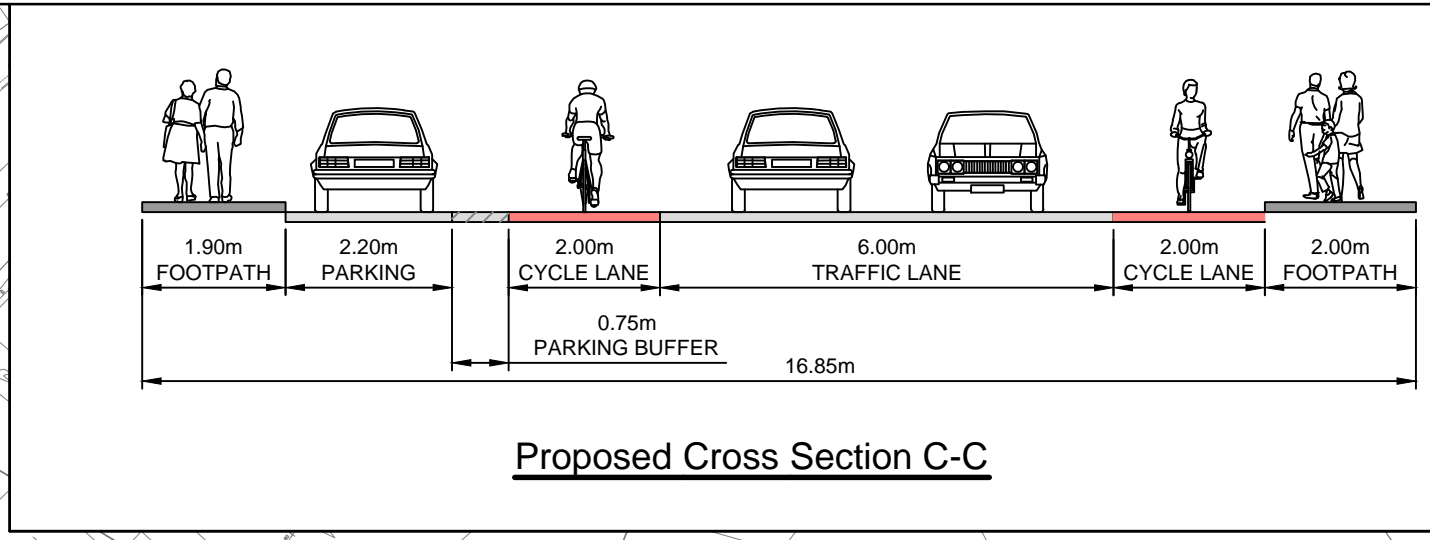 1.90m
FOOTPATH
2.20m
PARKING
2.00m
CYCLE LANE
6.00m
TRAFFIC LANE
2.00m
CYCLE LANE
2.00m
FOOTPATH
0.75m
PARKING BUFFER
16.85m
Proposed Cross Section C-C